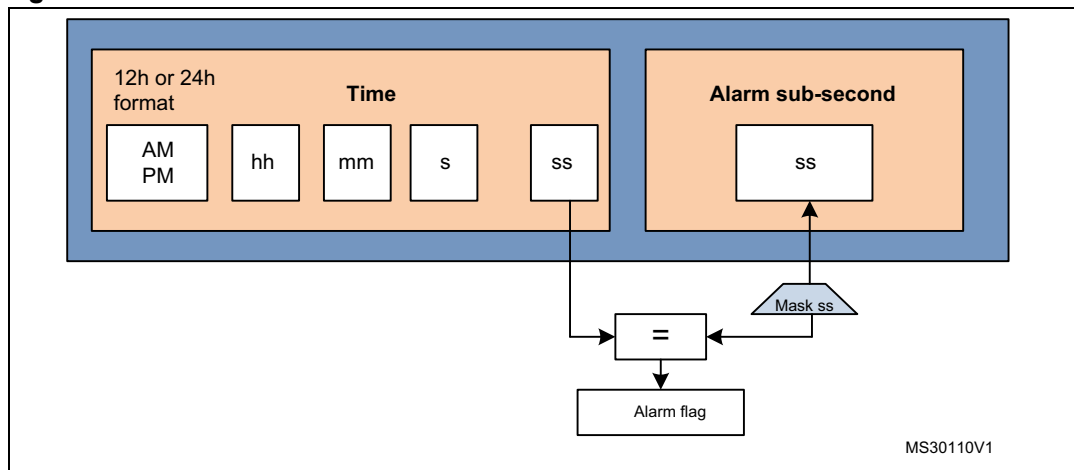 12h or 24h
format
Time
Alarm sub-second
AM
PM
hh
mm
s
ss
ss
Mask ss
=
Alarm flag
MS30110V1